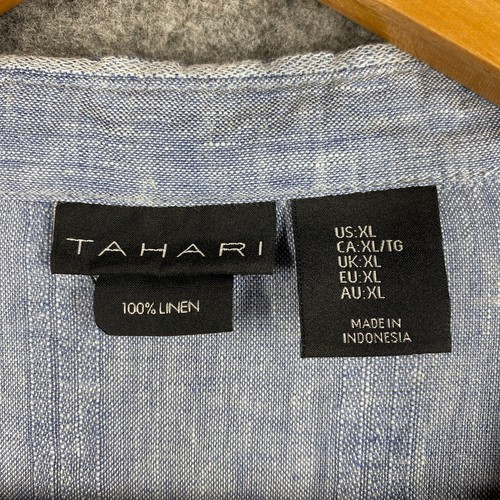 TAHARI
100% LINEN
US:XL
CA:XL/TG
UK:XL
EU:XL
AU:XL
MADE IN
INDONESIA